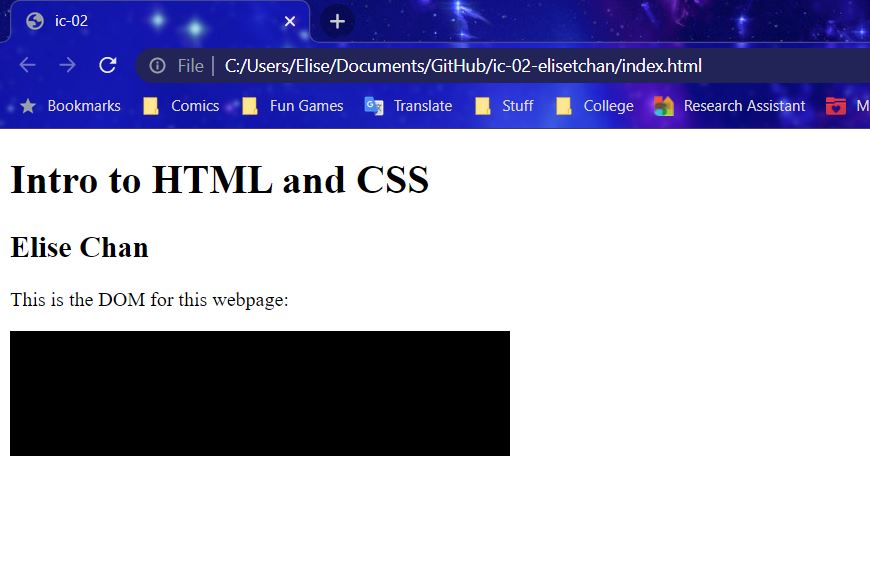 ic-02
File | C:/Users/Elise/Documents/GitHub/ic-02-elisetchan/index.html
Bookmarks Comics Fun Games Translate Stuff College Research Assistant M
Intro to HTML and CSS
Elise Chan
This is the DOM for this webpage: